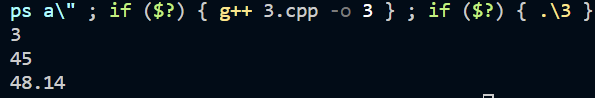 ps a\" ; if ($?) { g++ 3.cpp -o 3 } ; if ($?) { .\3 }
3
45
48.14